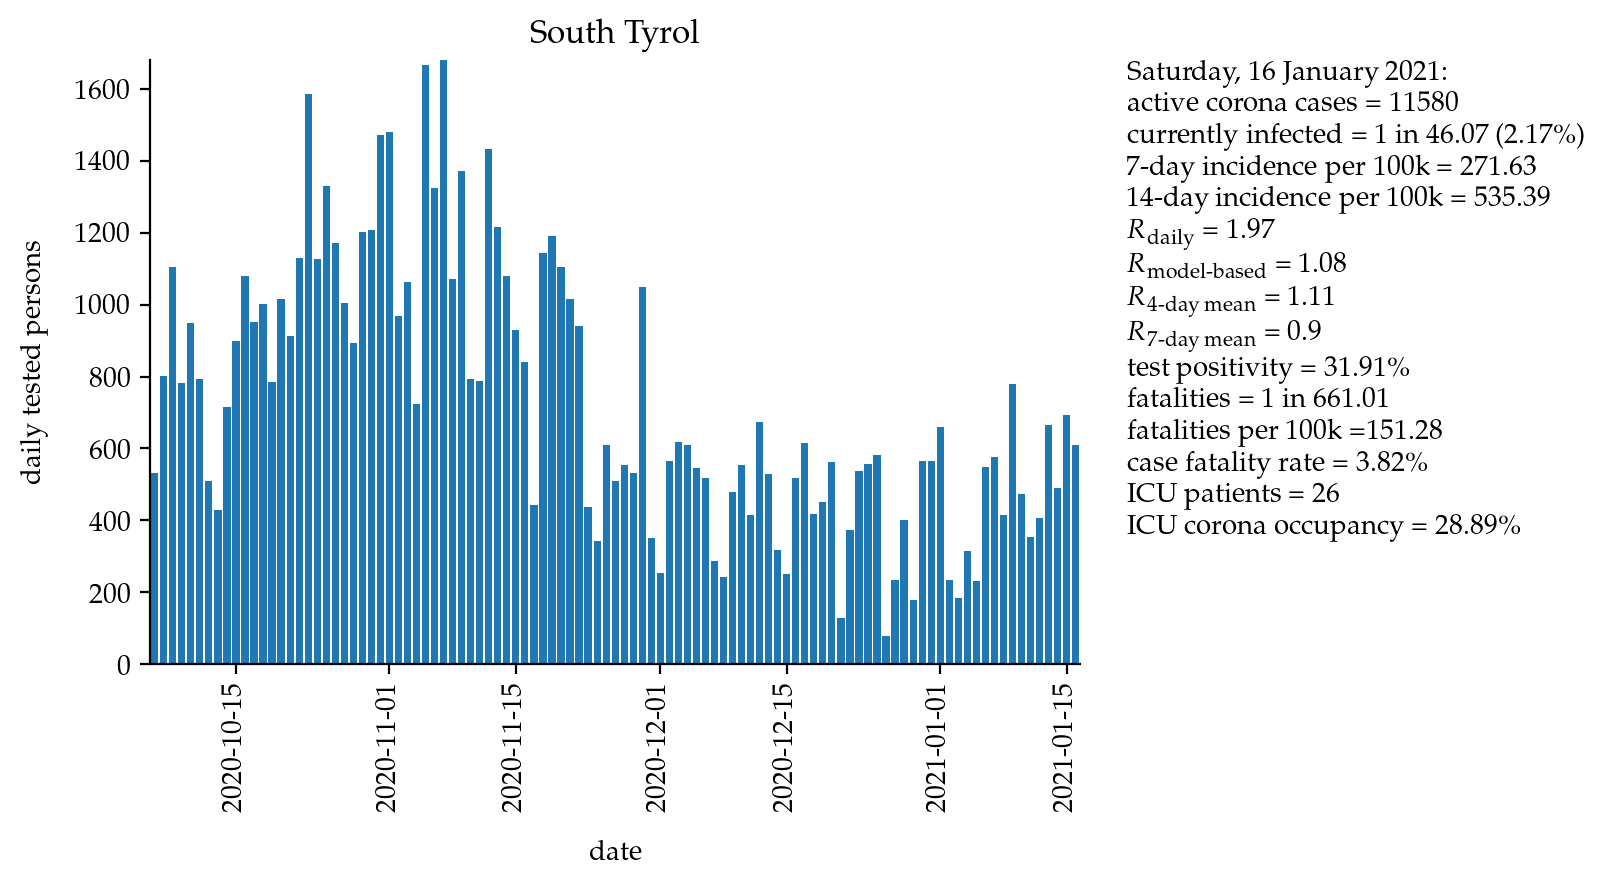 South Tyrol
daily tested persons
1600
1400
1200
1000
800
600
400
200
0
2020-10-15
2020-11-01
2020-11-15
2020-12-01
2020-12-15
2021-01-01
2021-01-15
date
Saturday, 16 January 2021:
active corona cases = 11580
currently infected = 1 in 46.07 (2.17%)
7-day incidence per 100k = 271.63
14-day incidence per 100k = 535.39
R daily = 1.97
R model-based = 1.08
R 4-day mean = 1.11
R 7-day mean = 0.9
test positivity = 31.91%
fatalities = 1 in 661.01
fatalities per 100k =151.28
case fatality rate = 3.82%
ICU patients = 26
ICU corona occupancy = 28.89%